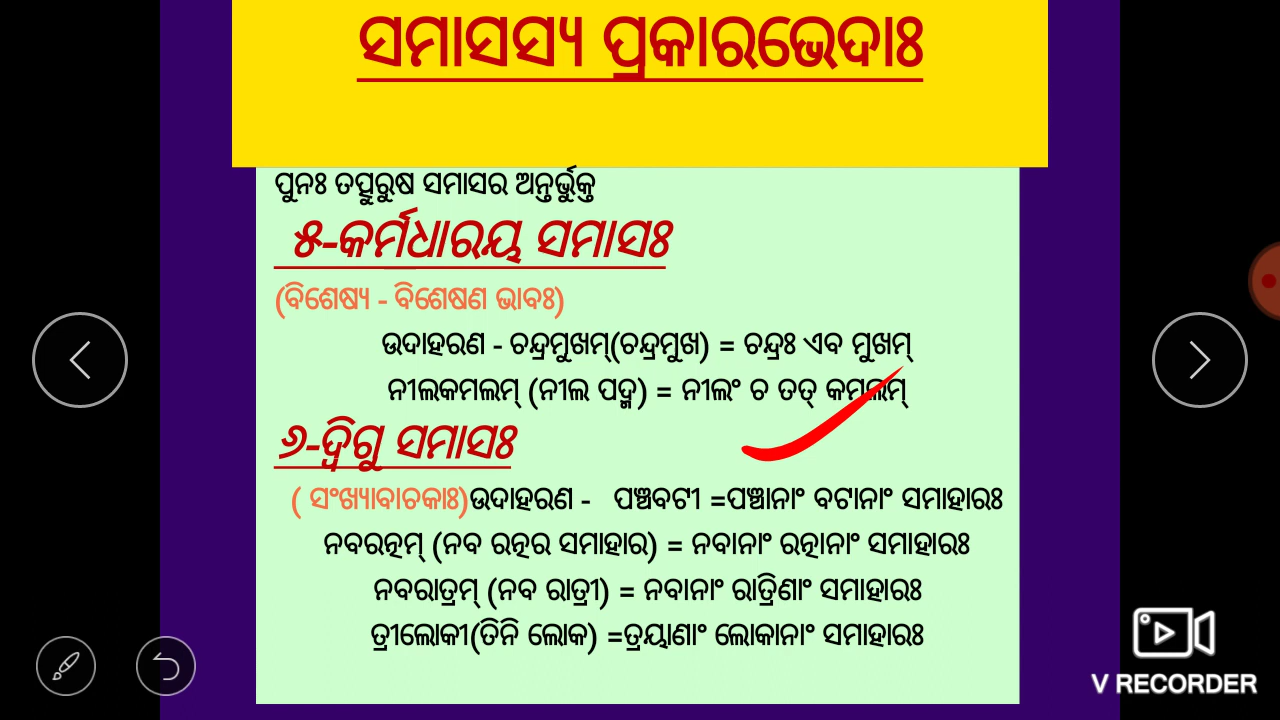 ସମାସସ୍ୟ ପ୍ରକାରଭେଦାଃ
ପୁନଃ ତତ୍ପୁରୁଷ ସମାସର ଅନ୍ତର୍ଭୁକ୍ତ
୫-କର୍ମଧାରୟ ସମାସଃ
(ବିଶେଷ୍ୟ - ବିଶେଷଣ ଭାବଃ)
ଉଦାହରଣ - ଚନ୍ଦ୍ରମୁଖମ୍(ଚନ୍ଦ୍ରମୁଖ) = ଚନ୍ଦ୍ରଃ ଏବ ମୁଖମ୍
ନୀଲକମଲମ୍ (ନୀଲ ପଦ୍ମ) = ନୀଲଂ ଚ ତତ୍ କମଲମ୍
୬-ଦ୍ୱିଗୁ ସମାସଃ
( ସଂଖ୍ୟାବାଚକାଃ)ଉଦାହରଣ - ପଞ୍ଚବଟୀ =ପଞ୍ଚାନାଂ ବଟାନାଂ ସମାହାରଃ
ନବରତ୍ନମ୍ (ନବ ରତ୍ନର ସମାହାର) = ନବାନାଂ ରତ୍ନାନାଂ ସମାହାରଃ
ନବରାତ୍ରମ୍ (ନବ ରାତ୍ରୀ) = ନବାନାଂ ରାତ୍ରିଣାଂ ସମାହାରଃ
ତ୍ରୀଲୋକୀ(ତିନି ଲୋକ) =ତ୍ରୟାଣାଂ ଲୋକାନାଂ ସମାହାରଃ
V RECORDER